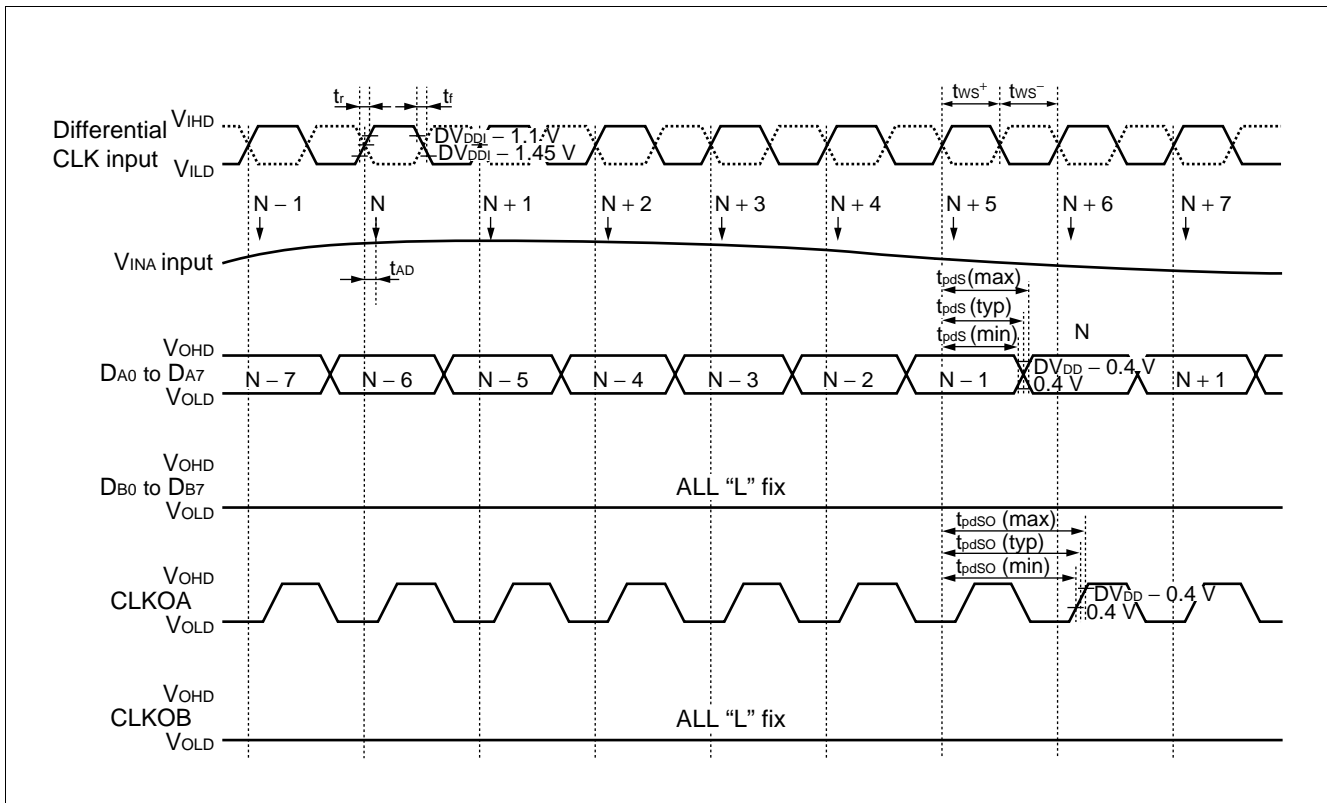 tr tf tWS+ tWS−
Differential CLK input
VIHD
VILD
DVDDI − 1.1 V
DVDDI − 1.45 V
N − 1 N N + 1 N + 2 N + 3 N + 4 N + 5 N + 6 N + 7
VINA input
tAD
tpdS (max)
tpdS (typ)
tpdS (min)
N
VOHD
DA0 to DA7
VOLD
N − 7 N − 6 N − 5 N − 4 N − 3 N − 2 N − 1 N + 1
DVDD − 0.4 V
0.4 V
VOHD
DB0 to DB7
VOLD
ALL “L” fix
tpdSO (max)
tpdSO (typ)
tpdSO (min)
VOHD
CLKOA
VOLD
DVDD − 0.4 V
0.4 V
VOHD
CLKOB
VOLD
ALL “L” fix